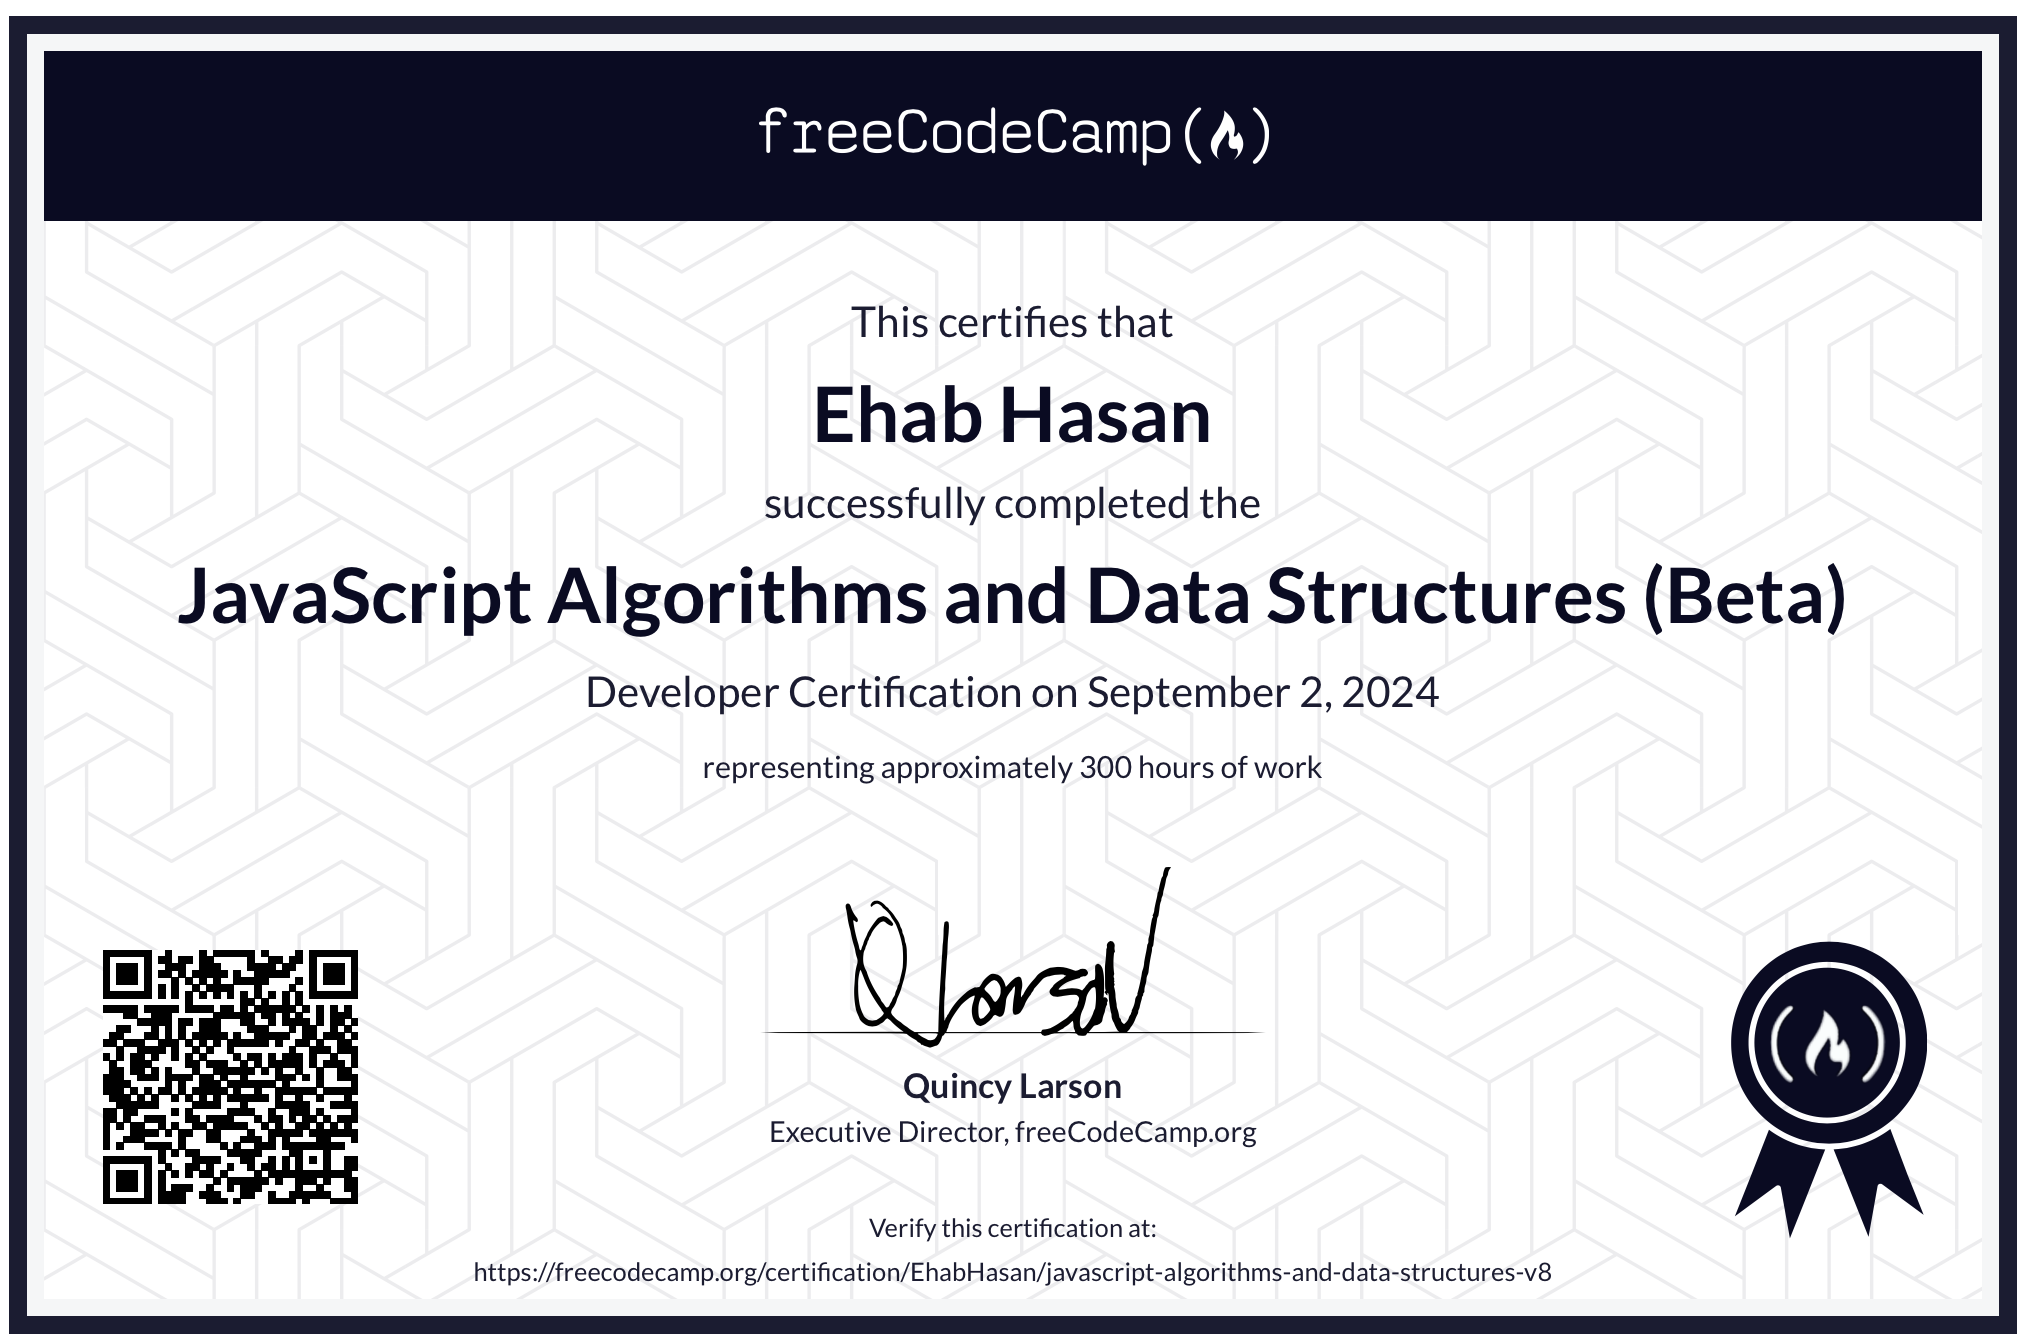 freeCodeCamp(🔥)
This certifies that
Ehab Hasan
successfully completed the
JavaScript Algorithms and Data Structures (Beta)
Developer Certification on September 2, 2024
representing approximately 300 hours of work
QLarson
Quincy Larson
Executive Director, freeCodeCamp.org
Verify this certification at:
https://freecodecamp.org/certification/EhabHasan/javascript-algorithms-and-data-structures-v8